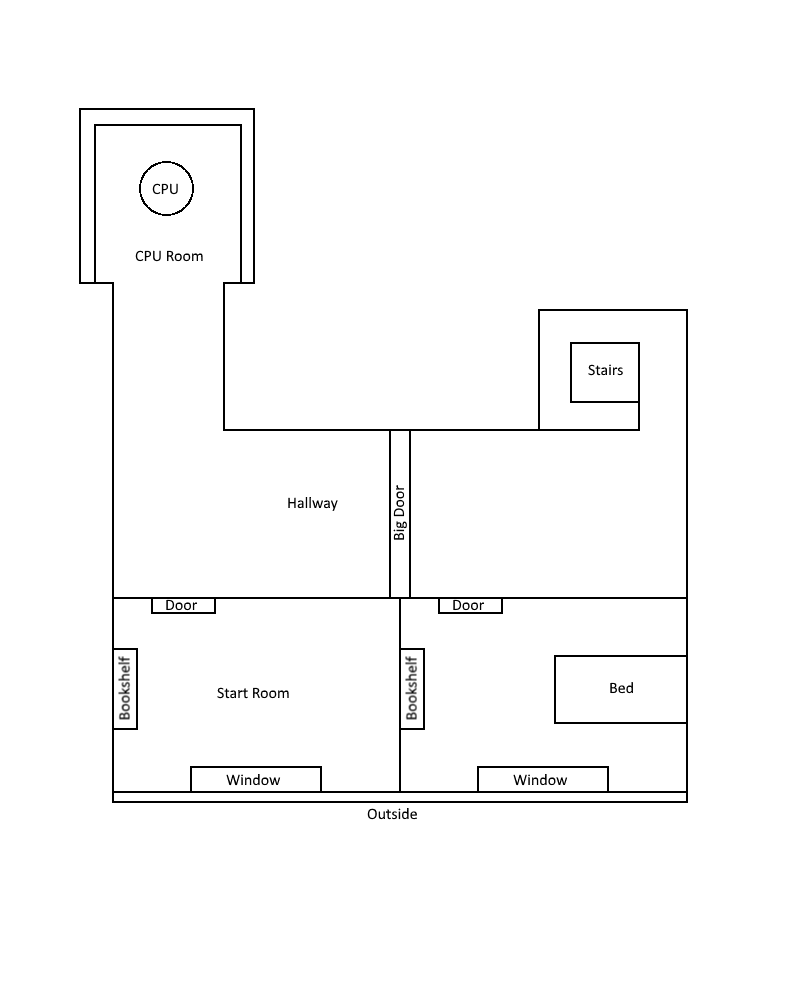 CPU
CPU Room
Stairs
Hallway
Big Door
Door
Door
Bookshelf
Start Room
Bookshelf
Bed
Window
Window
Outside